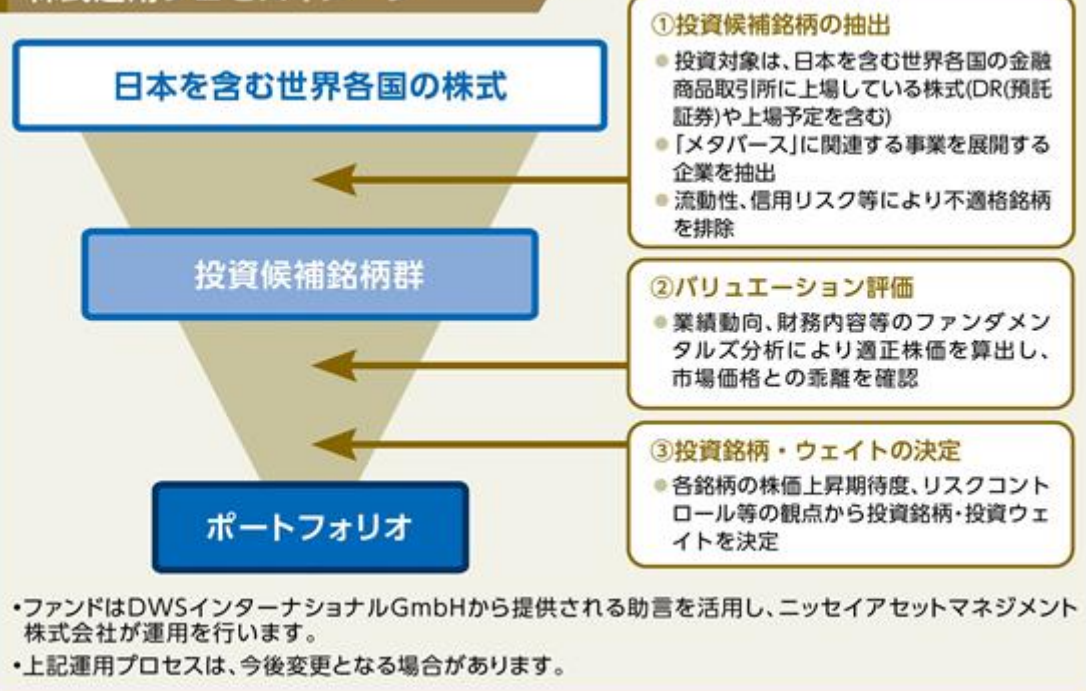 日本を含む世界各国の株式
①投資候補銘柄の抽出
●投資対象は、日本を含む世界各国の金融
商品取引所に上場している株式(DR(預託
証券)や上場予定を含む)
●「メタバース」に関連する事業を展開する
企業を抽出
●流動性、信用リスク等により不適格銘柄
を排除
投資候補銘柄群
②バリュエーション評価
●業績動向、財務内容等のファンダメン
タルズ分析により適正株価を算出し、
市場価格との乖離を確認
③投資銘柄・ウェイトの決定
●各銘柄の株価上昇期待度、リスクコント
ロール等の観点から投資銘柄・投資ウェ
イトを決定
ポートフォリオ
•ファンドはDWSインターナショナルGmbHから提供される助言を活用し、ニッセイアセットマネジメント
株式会社が運用を行います。
•上記運用プロセスは、今後変更となる場合があります。